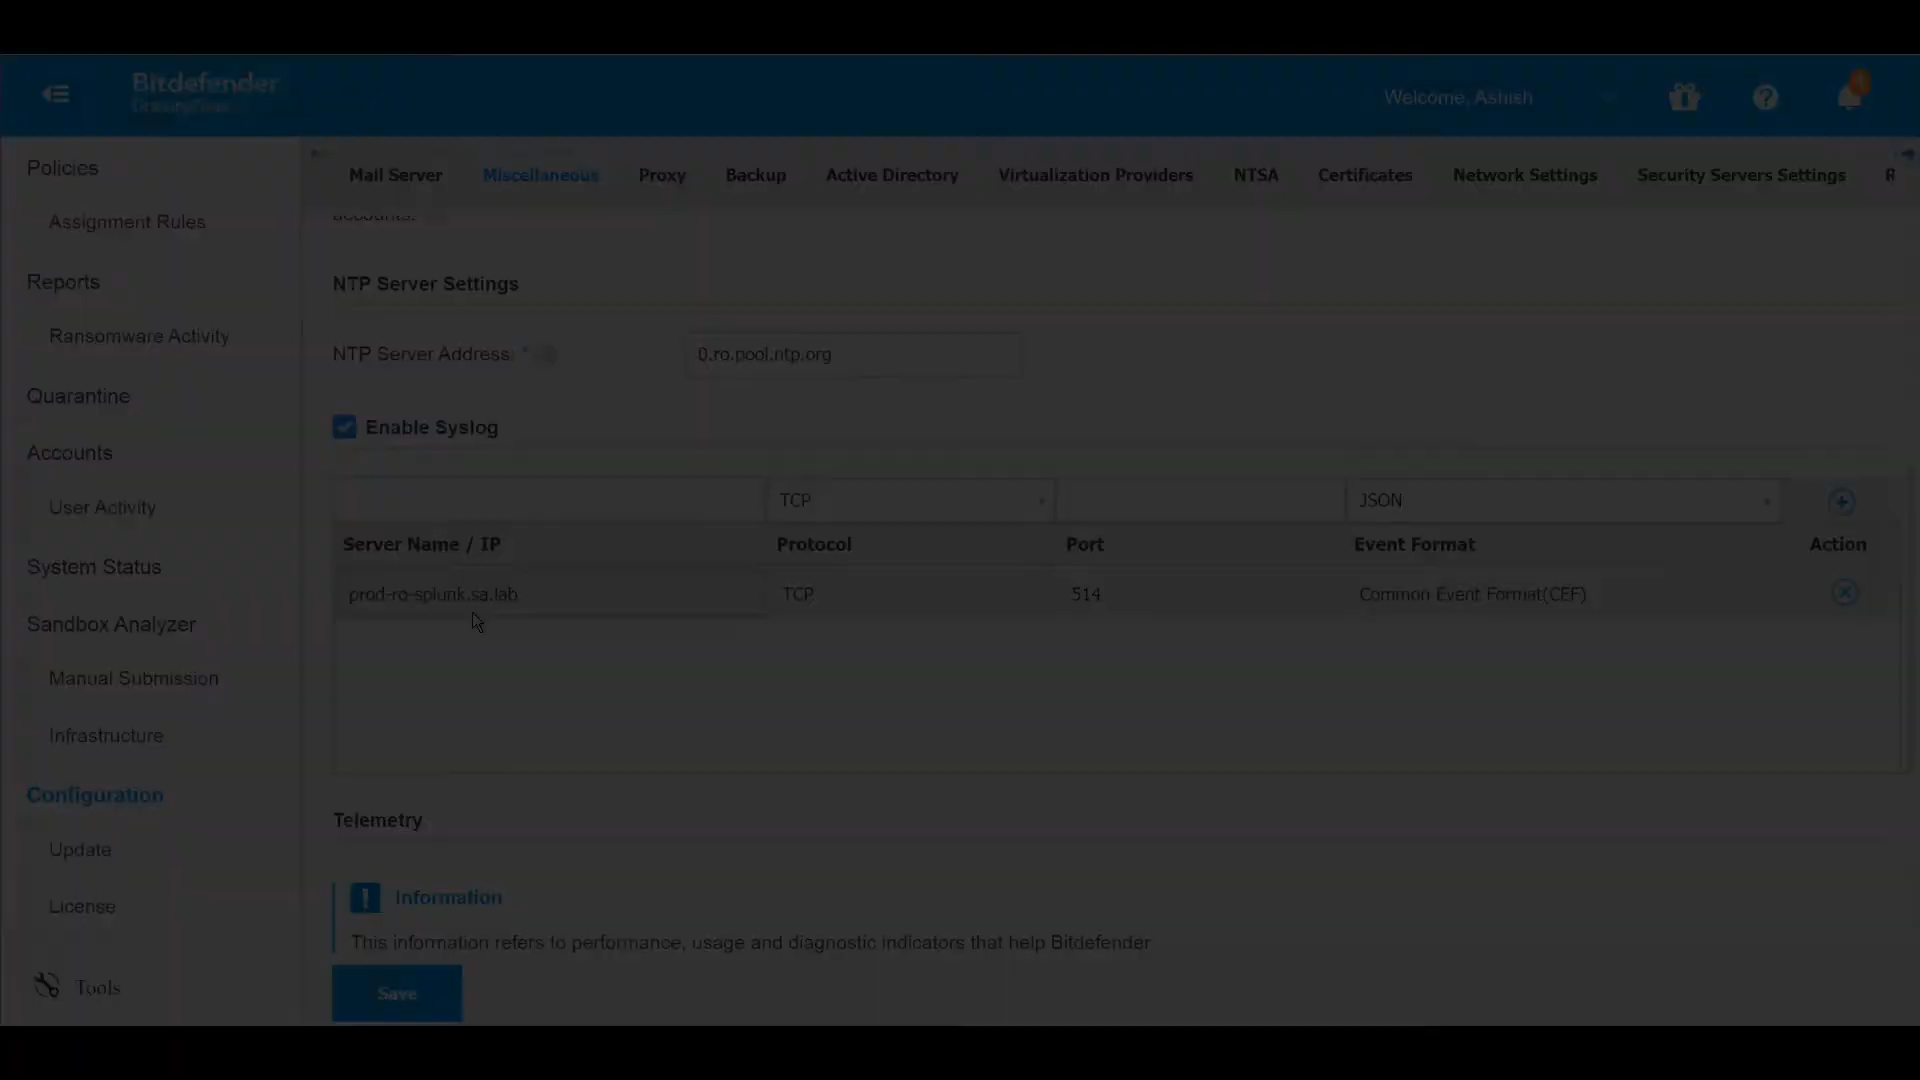 Bitdefender
GravityZone
Welcome, Ashish
Policies
Assignment Rules
Reports
Ransomware Activity
Quarantine
Accounts
User Activity
System Status
Sandbox Analyzer
Manual Submission
Infrastructure
Configuration
Update
License
Tools
Mail Server Miscellaneous Proxy Backup Active Directory Virtualization Providers NTSA Certificates Network Settings Security Servers Settings R
accounts.
NTP Server Settings
NTP Server Address: * 0.ro.pool.ntp.org
Enable Syslog
TCP JSON
Server Name / IP Protocol Port Event Format Action
prod-ro-splunk.sa.lab TCP 514 Common Event Format(CEF)
Telemetry
Information
This information refers to performance, usage and diagnostic indicators that help Bitdefender
Save